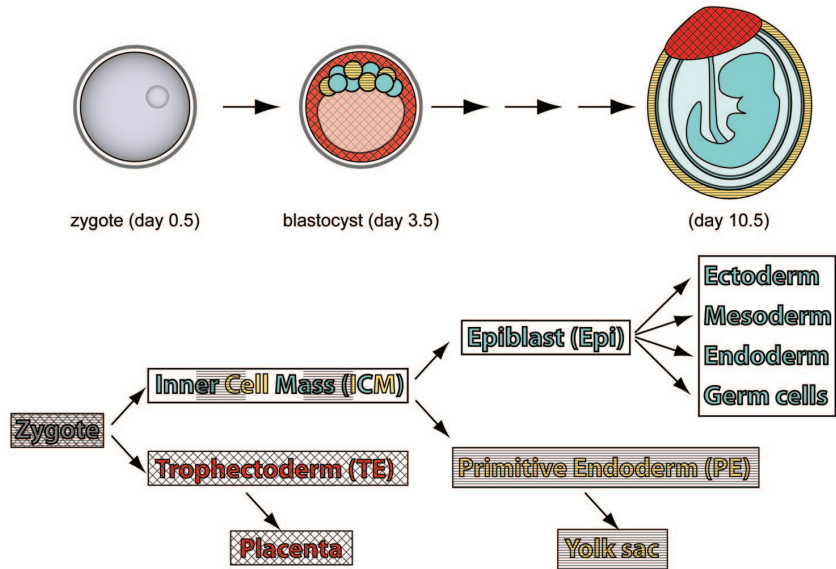 zygote (day 0.5)
blastocyst (day 3.5)
(day 10.5)
Ectoderm
Mesoderm
Endoderm
Germ cells
Epiblast (Epi)
Inner Cell Mass (ICM)
Zygote
Trophectoderm (TE)
Primitive Endoderm (PE)
Placenta
Yolk sac